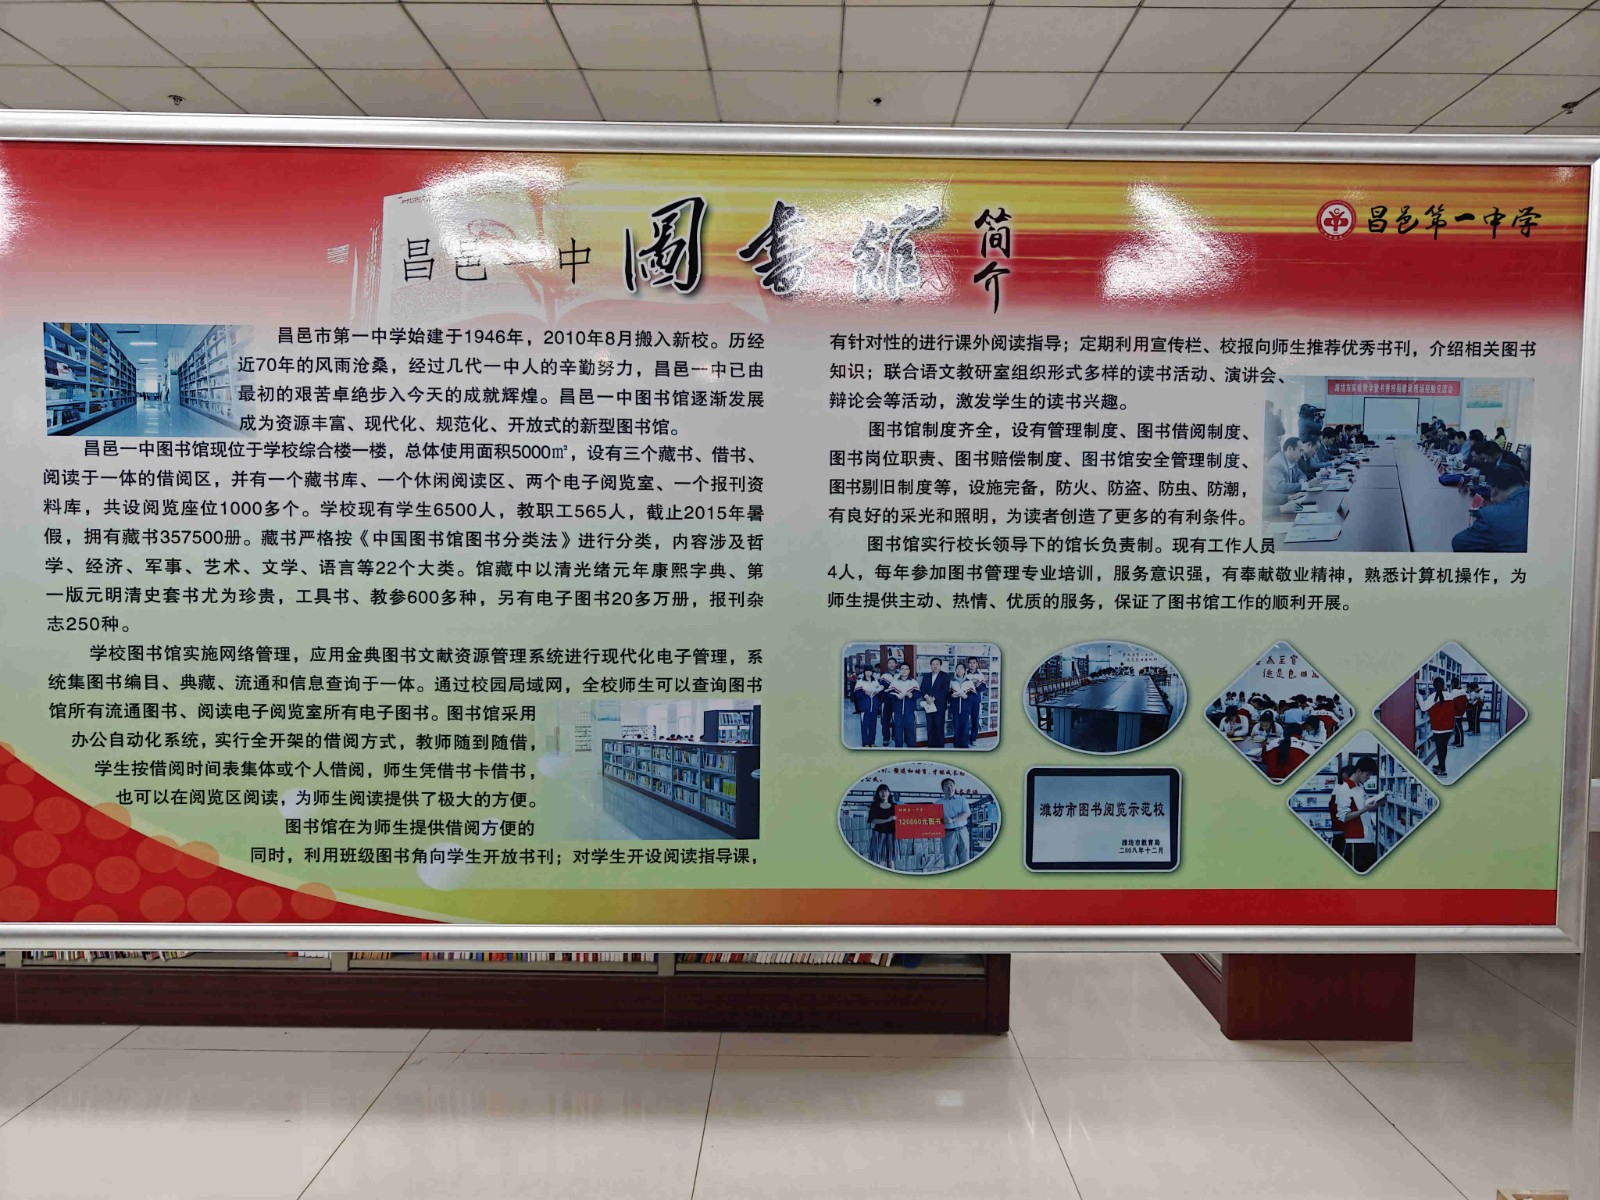 昌邑一中 圖書館 简介
昌邑第一中学
昌邑市第一中学始建于1946年，2010年8月搬入新校。历经
近70年的风雨沧桑，经过几代一中人的辛勤努力，昌邑一中已由
最初的艰苦卓绝步入今天的成就辉煌。昌邑一中图书馆逐渐发展
成为资源丰富、现代化、规范化、开放式的新型图书馆。
昌邑一中图书馆现位于学校综合楼一楼，总体使用面积5000㎡，设有三个藏书、借书、
阅读于一体的借阅区，并有一个藏书库、一个休闲阅读区、两个电子阅览室、一个报刊资
料库，共设阅览座位1000多个。学校现有学生6500人，教职工565人，截止2015年暑
假，拥有藏书357500册。藏书严格按《中国图书馆图书分类法》进行分类，内容涉及哲
学、经济、军事、艺术、文学、语言等22个大类。馆藏中以清光绪元年康熙字典、第
一版元明清史套书尤为珍贵，工具书、教参600多种，另有电子图书20多万册，报刊杂
志250种。
学校图书馆实施网络管理，应用金典图书文献资源管理系统进行现代化电子管理，系
统集图书编目、典藏、流通和信息查询于一体。通过校园局域网，全校师生可以查询图书
馆所有流通图书、阅读电子阅览室所有电子图书。图书馆采用
办公自动化系统，实行全开架的借阅方式，教师随到随借，
学生按借阅时间表集体或个人借阅，师生凭借书卡借书，
也可以在阅览区阅读，为师生阅读提供了极大的方便。
图书馆在为师生提供借阅方便的
同时，利用班级图书角向学生开放书刊；对学生开设阅读指导课，
有针对性的进行课外阅读指导；定期利用宣传栏、校报向师生推荐优秀书刊，介绍相关图书
知识；联合语文教研室组织形式多样的读书活动、演讲会、
辩论会等活动，激发学生的读书兴趣。
图书馆制度齐全，设有管理制度、图书借阅制度、
图书岗位职责、图书赔偿制度、图书馆安全管理制度、
图书剔旧制度等，设施完备，防火、防盗、防虫、防潮，
有良好的采光和照明，为读者创造了更多的有利条件。
图书馆实行校长领导下的馆长负责制。现有工作人员
4人，每年参加图书管理专业培训，服务意识强，有奉献敬业精神，熟悉计算机操作，为
师生提供主动、热情、优质的服务，保证了图书馆工作的顺利开展。
120000元图书
潍坊市图书阅览示范校
潍坊市教育局
二00八年十二月